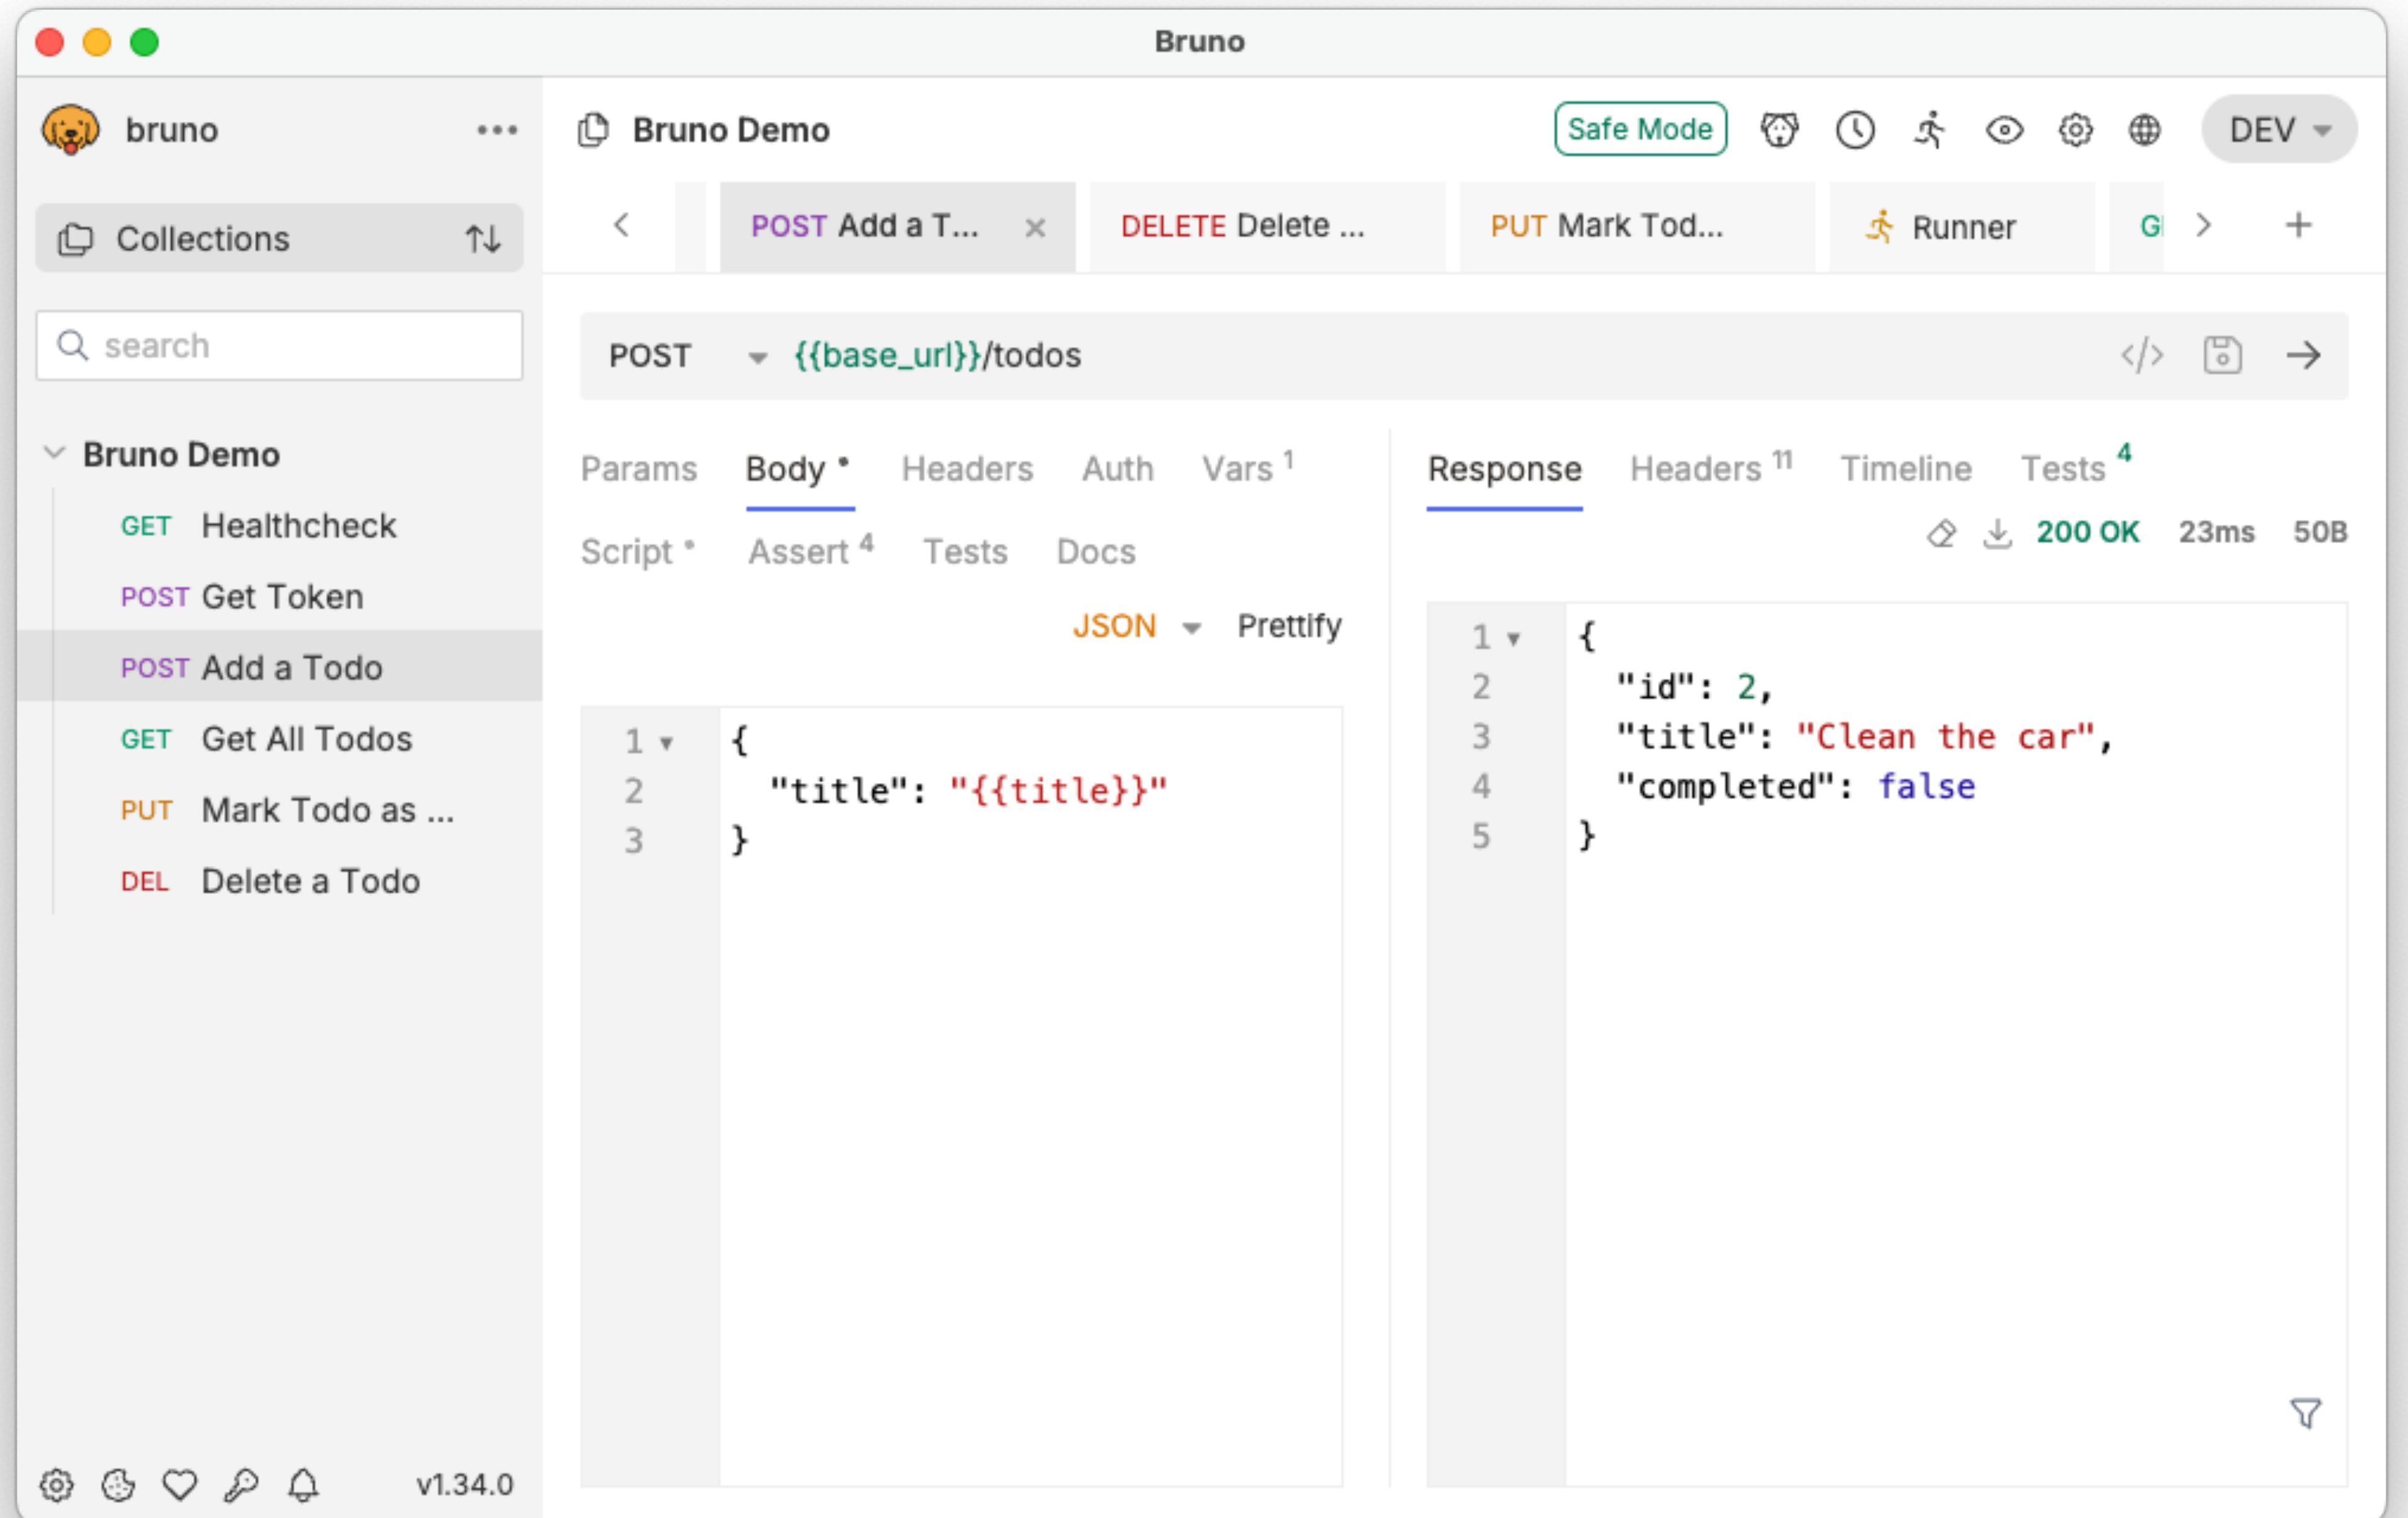 Bruno
bruno
Collections
search
Bruno Demo
GET Healthcheck
POST Get Token
POST Add a Todo
GET Get All Todos
PUT Mark Todo as ...
DEL Delete a Todo
v1.34.0
Bruno Demo
Safe Mode
DEV
POST Add a T...
DELETE Delete ...
PUT Mark Tod...
Runner
POST {{base_url}}/todos
Params Body Headers Auth Vars 1
Script Assert 4 Tests Docs
JSON Prettify
1 {
2 "title": "{{title}}"
3 }
Response Headers 11 Timeline Tests 4
200 OK 23ms 50B
1 {
2 "id": 2,
3 "title": "Clean the car",
4 "completed": false
5 }